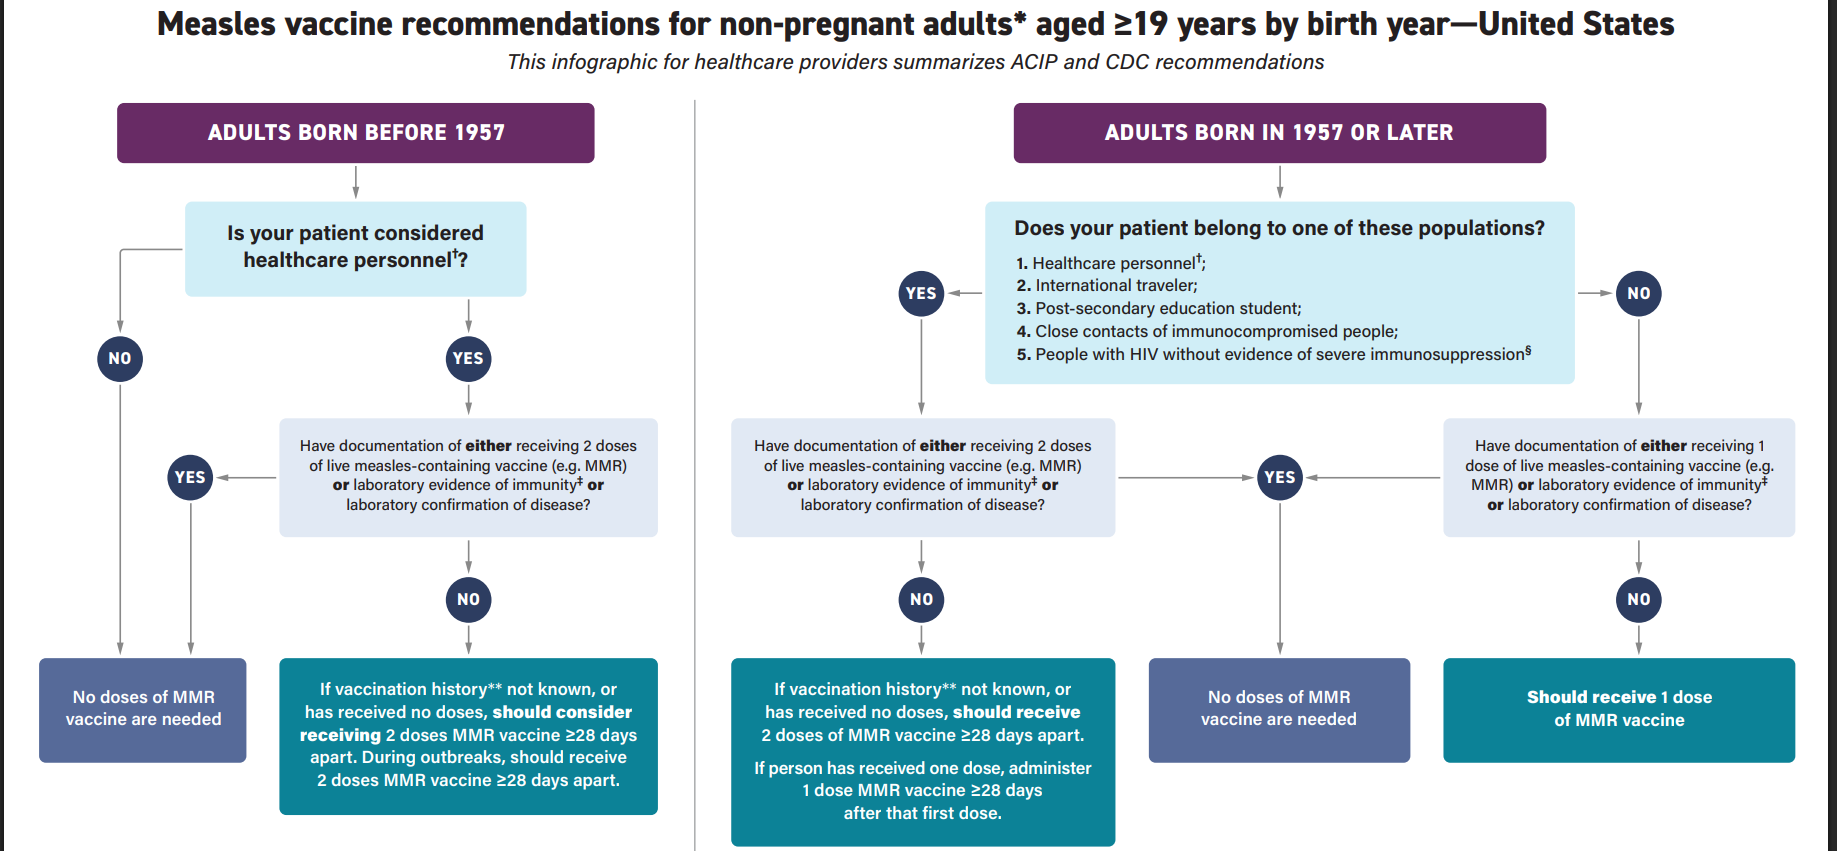 Measles vaccine recommendations for non-pregnant adults* aged ≥19 years by birth year—United States
This infographic for healthcare providers summarizes ACIP and CDC recommendations
ADULTS BORN BEFORE 1957
Is your patient considered
healthcare personnel†?
NO
YES
Have documentation of either receiving 2 doses
of live measles-containing vaccine (e.g. MMR)
or laboratory evidence of immunity‡ or
laboratory confirmation of disease?
YES
NO
No doses of MMR
vaccine are needed
If vaccination history** not known, or
has received no doses, should consider
receiving 2 doses MMR vaccine ≥28 days
apart. During outbreaks, should receive
2 doses MMR vaccine ≥28 days apart.
ADULTS BORN IN 1957 OR LATER
Does your patient belong to one of these populations?
1. Healthcare personnel†;
2. International traveler;
3. Post-secondary education student;
4. Close contacts of immunocompromised people;
5. People with HIV without evidence of severe immunosuppression§
YES
NO
Have documentation of either receiving 2 doses
of live measles-containing vaccine (e.g. MMR)
or laboratory evidence of immunity‡ or
laboratory confirmation of disease?
YES
Have documentation of either receiving 1
dose of live measles-containing vaccine (e.g.
MMR) or laboratory evidence of immunity‡
or laboratory confirmation of disease?
NO
NO
If vaccination history** not known, or
has received no doses, should receive
2 doses of MMR vaccine ≥28 days apart.
If person has received one dose, administer
1 dose MMR vaccine ≥28 days
after that first dose.
No doses of MMR
vaccine are needed
Should receive 1 dose
of MMR vaccine